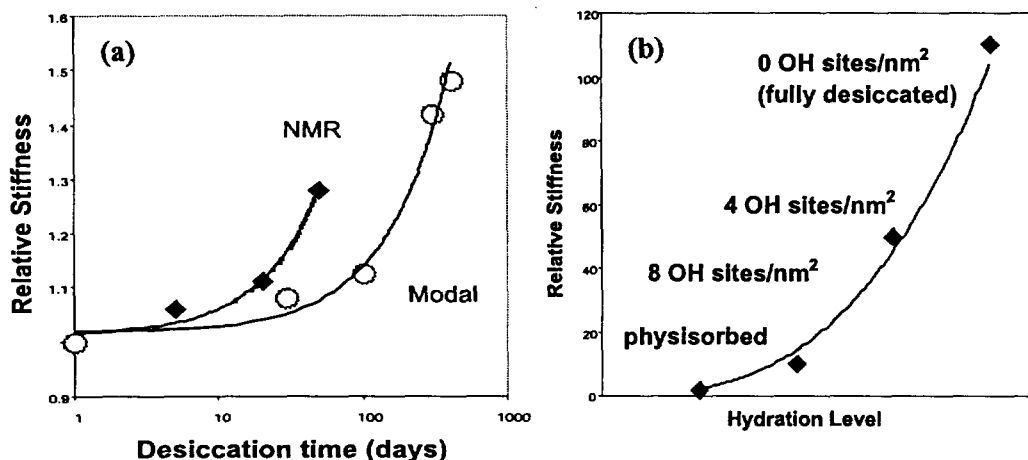 (a)
Relative Stiffness
1.6
1.5
1.4
1.3
1.2
1.1
0.9
NMR
Modal
1
10
100
1000
Desiccation time (days)
(b)
Relative Stiffness
120
100
80
60
40
20
0
0 OH sites/nm²
(fully desiccated)
4 OH sites/nm²
8 OH sites/nm²
physisorbed
Hydration Level